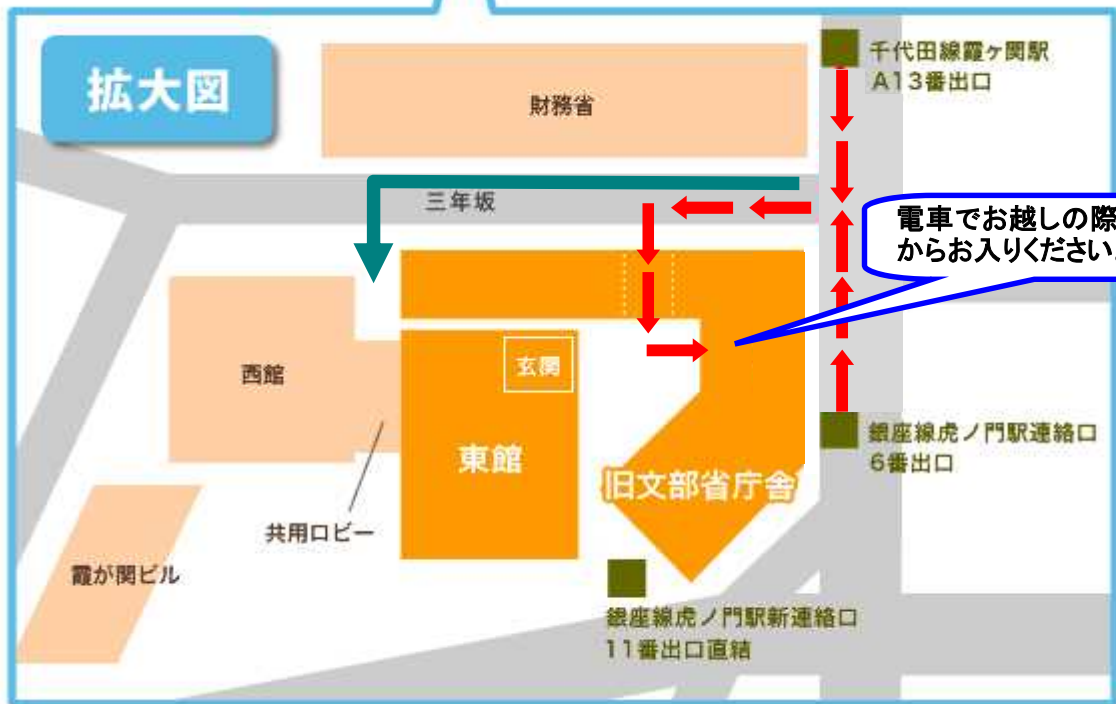 拡大図
財務省
千代田線霞ヶ関駅
A13番出口
三年坂
電車でお越しの際
からお入りください
西館
玄関
東館
旧文部省庁舎
銀座線虎ノ門駅連絡口
6番出口
共用ロビー
霞が関ビル
銀座線虎ノ門駅新連絡口
11番出口直結